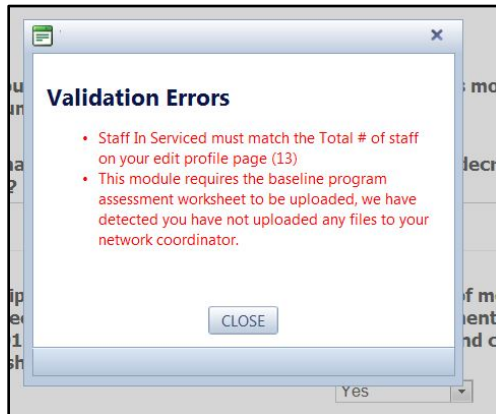 Validation Errors
• Staff In Serviced must match the Total # of staff
on your edit profile page (13)
• This module requires the baseline program
assessment worksheet to be uploaded, we have
detected you have not uploaded any files to your
network coordinator.
CLOSE
Yes